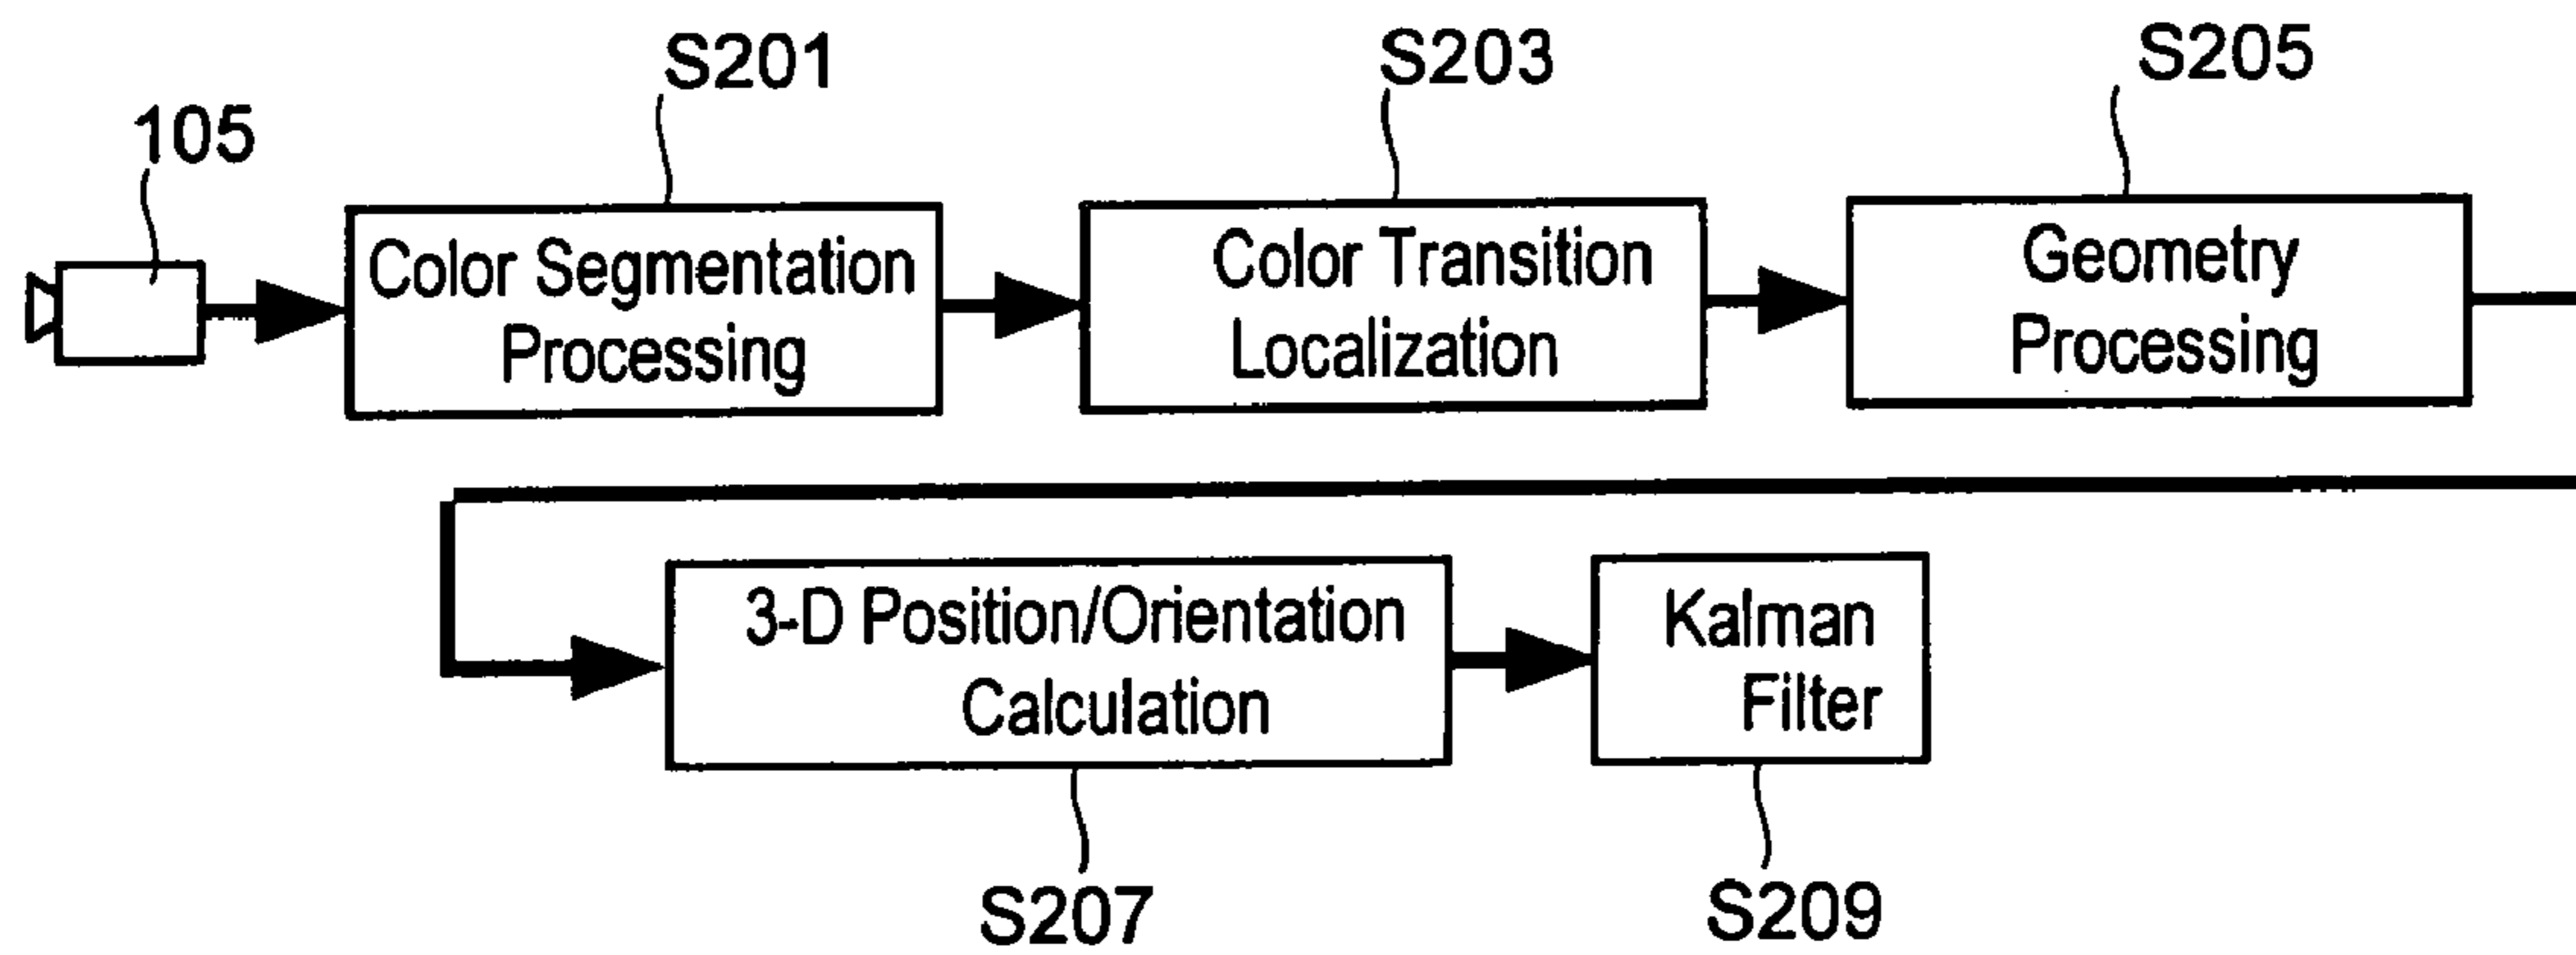 105
S201
S203
S205
Color Segmentation
Processing
Color Transition
Localization
Geometry
Processing
3-D Position/Orientation
Calculation
Kalman
Filter
S207
S209